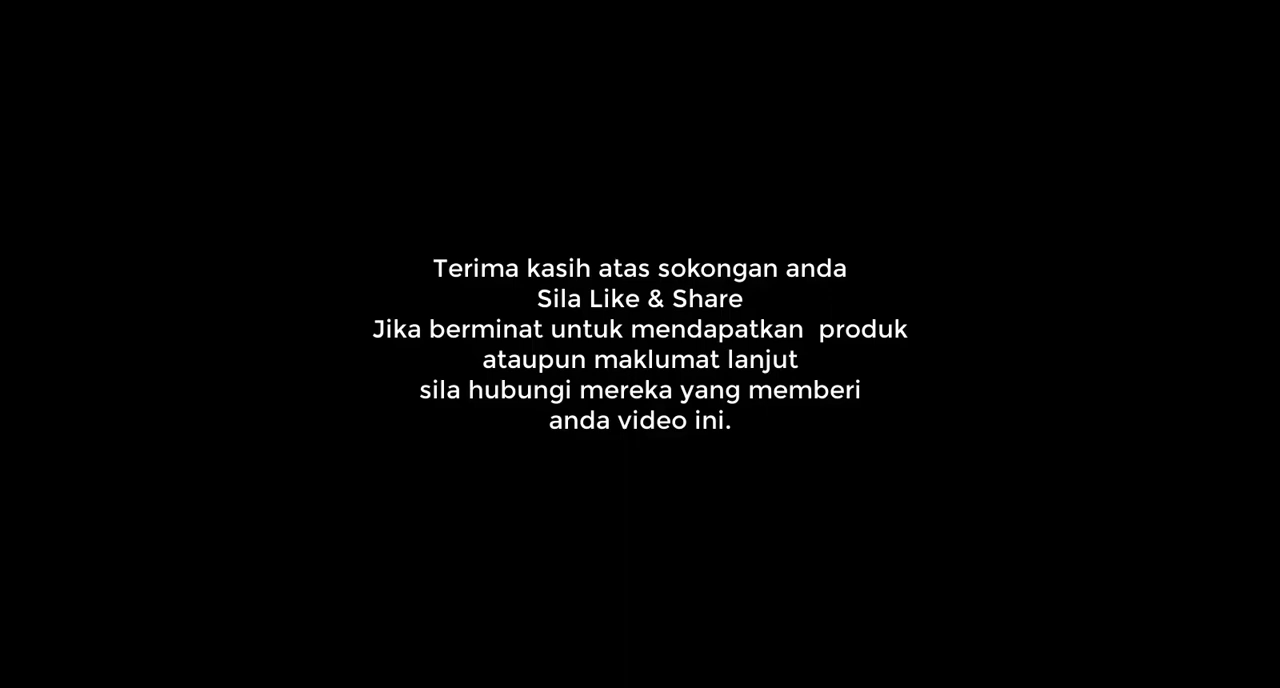 Terima kasih atas sokongan anda
Sila Like & Share
Jika berminat untuk mendapatkan  produk
ataupun maklumat lanjut
sila hubungi mereka yang memberi
anda video ini.